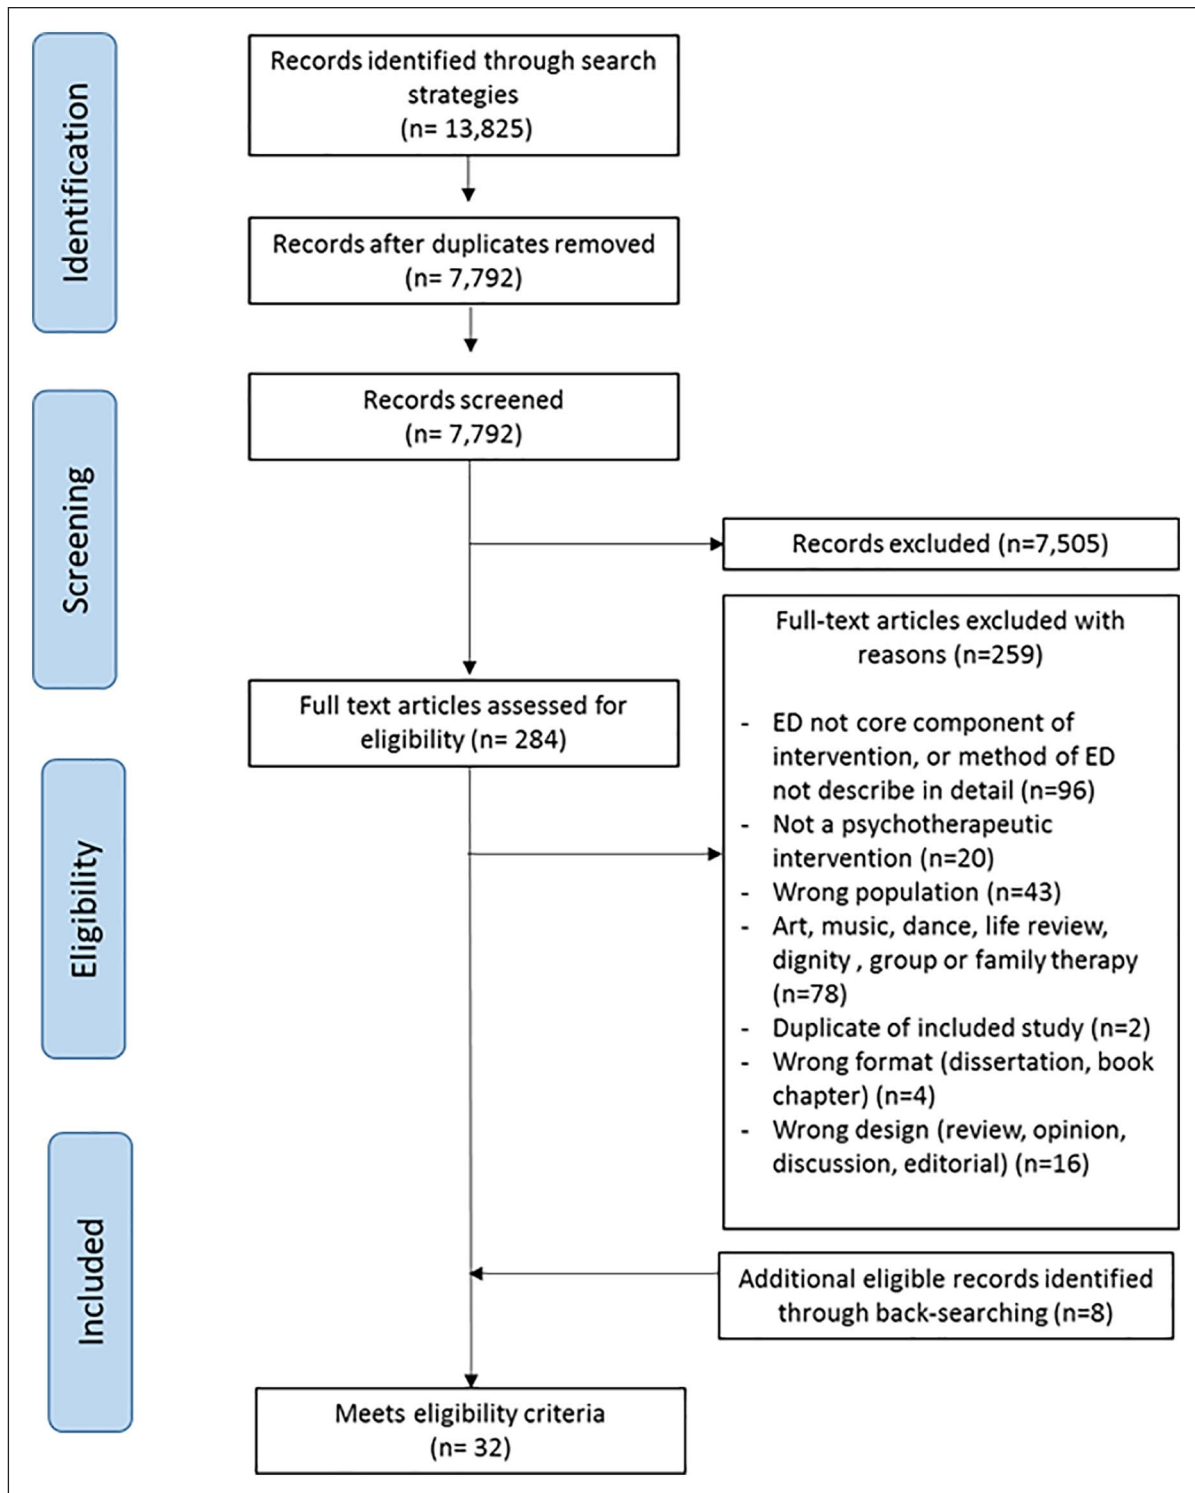 Identification
Records identified through search
strategies
(n= 13,825)
Records after duplicates removed
(n= 7,792)
Screening
Records screened
(n= 7,792)
Records excluded (n=7,505)
Full text articles assessed for
eligibility (n= 284)
Eligibility
Full-text articles excluded with
reasons (n=259)
- ED not core component of
intervention, or method of ED
not describe in detail (n=96)
- Not a psychotherapeutic
intervention (n=20)
- Wrong population (n=43)
- Art, music, dance, life review,
dignity , group or family therapy
(n=78)
- Duplicate of included study (n=2)
- Wrong format (dissertation, book
chapter) (n=4)
- Wrong design (review, opinion,
discussion, editorial) (n=16)
Included
Additional eligible records identified
through back-searching (n=8)
Meets eligibility criteria
(n= 32)